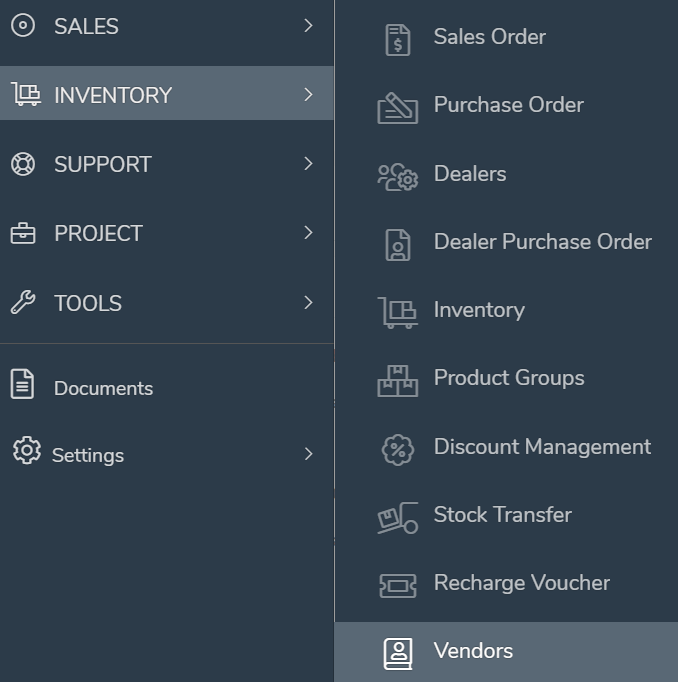 SALES
INVENTORY
SUPPORT
PROJECT
TOOLS
Documents
Settings
Sales Order
Purchase Order
Dealers
Dealer Purchase Order
Inventory
Product Groups
Discount Management
Stock Transfer
Recharge Voucher
Vendors